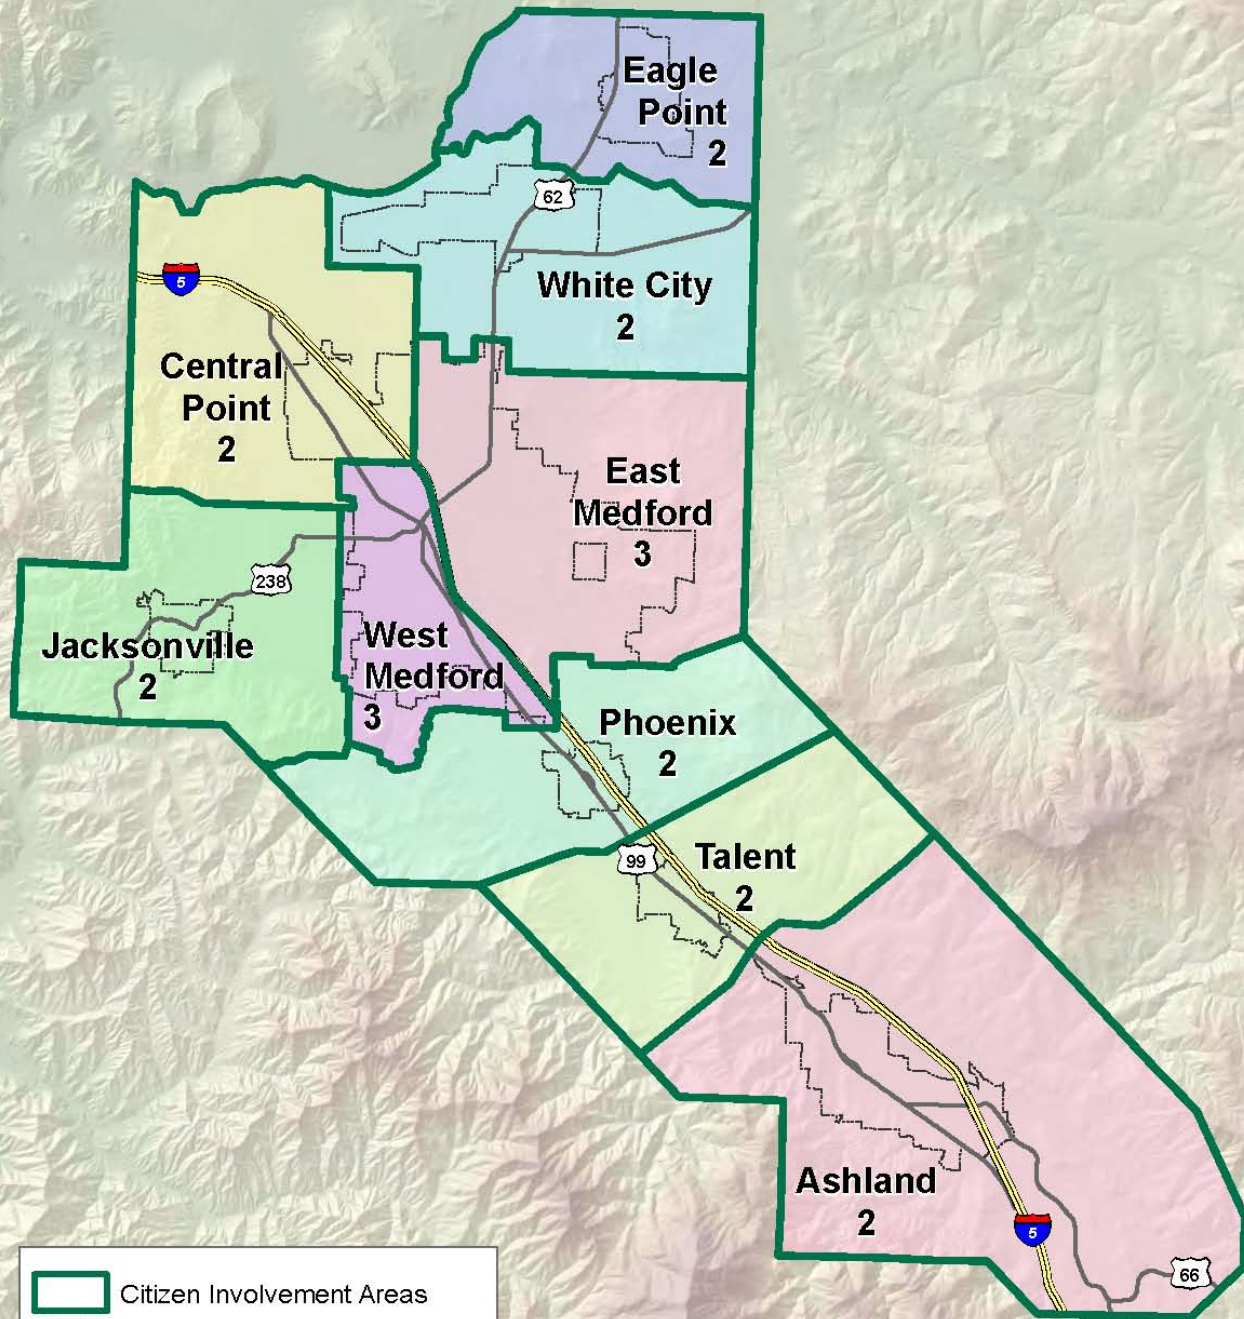 Eagle
Point
2
62
White City
2
5
Central
Point
2
East
Medford
3
238
Jacksonville
2
West
Medford
3
Phoenix
2
99
Talent
2
Ashland
2
5
66
Citizen Involvement Areas